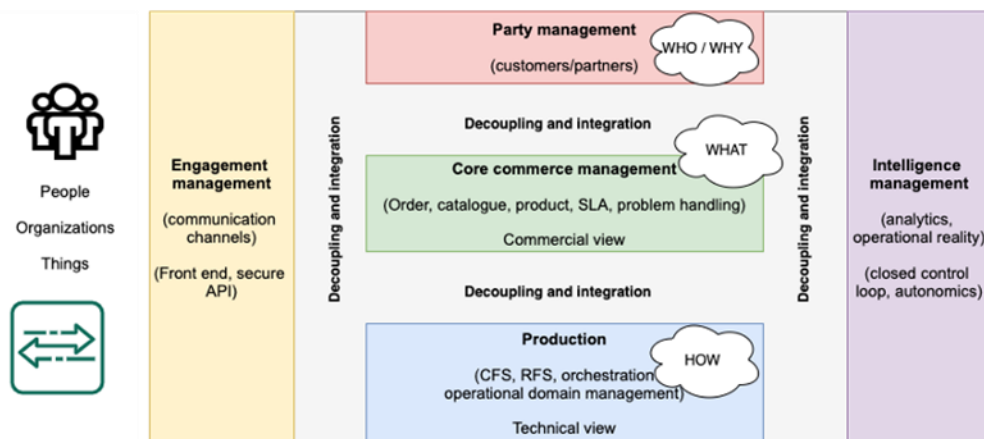 People
Organizations
Things
Engagement
management
(communication
channels)
(Front end, secure
API)
Decoupling and integration
Party management
(customers/partners)
WHO / WHY
Decoupling and integration
Core commerce management
WHAT
(Order, catalogue, product, SLA, problem handling)
Commercial view
Decoupling and integration
Production
HOW
(CFS, RFS, orchestration
operational domain management)
Technical view
Decoupling and integration
Intelligence
management
(analytics,
operational reality)
(closed control
loop, autonomics)